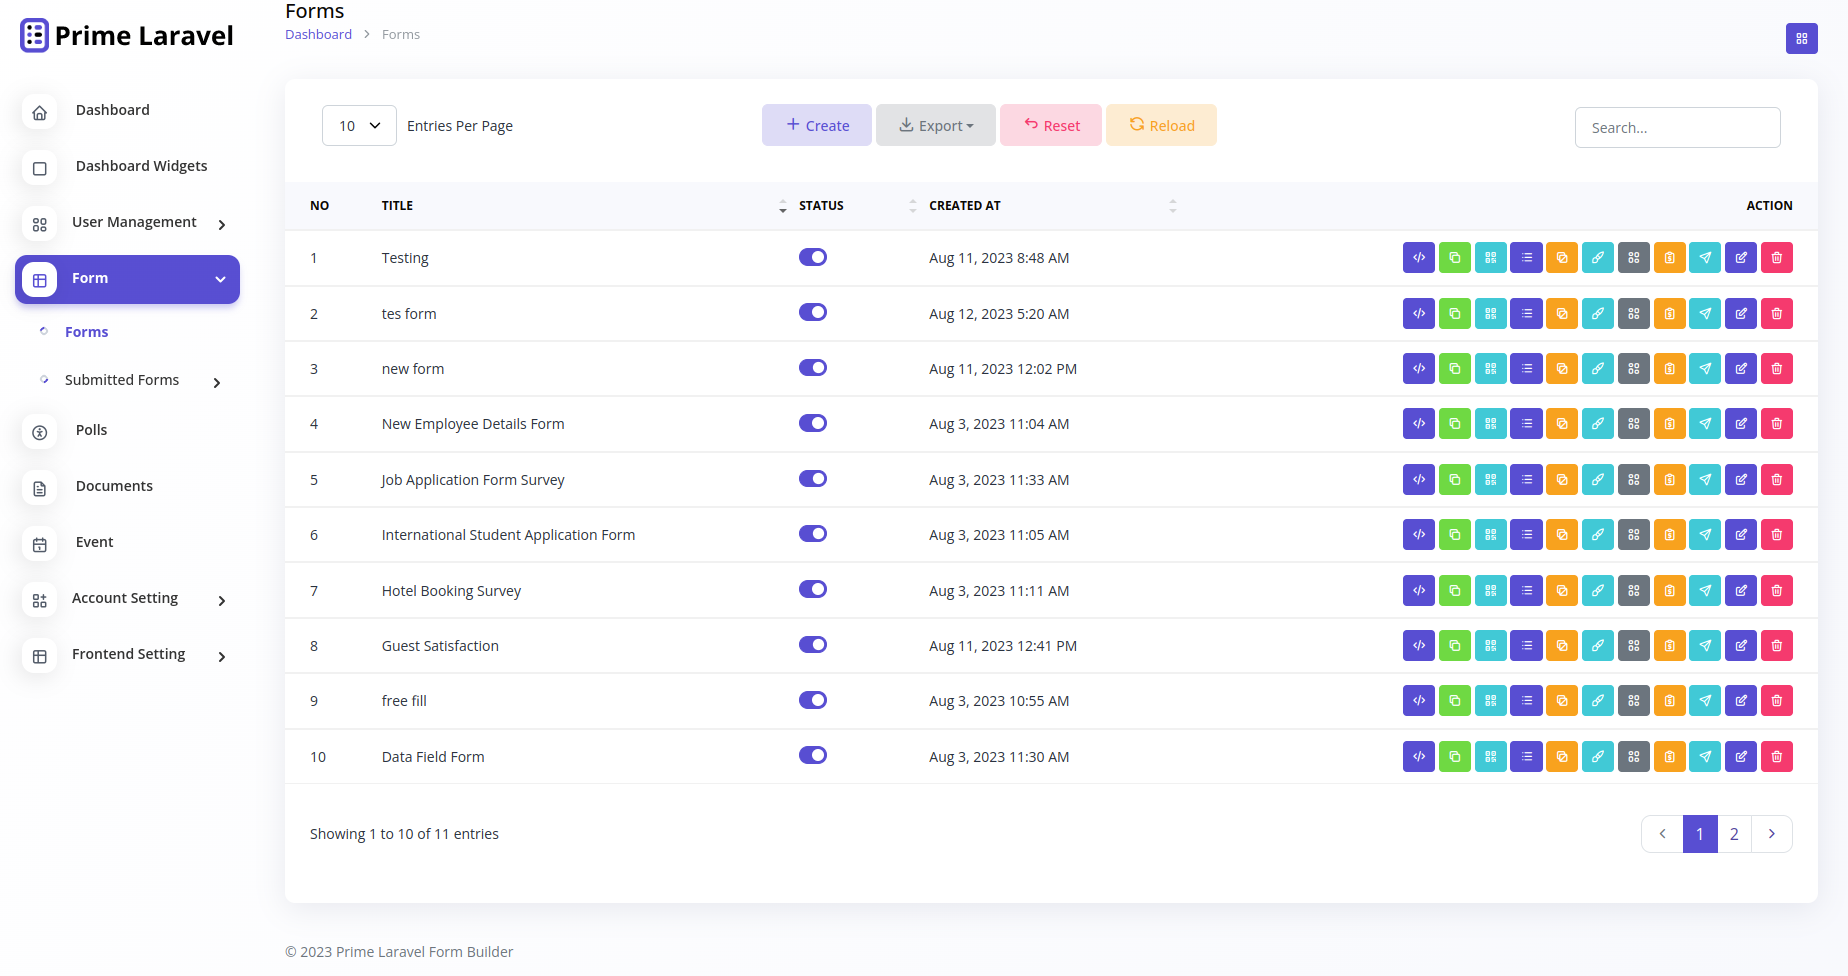 Prime Laravel
Dashboard
Dashboard Widgets
User Management
Form
Forms
Submitted Forms
Polls
Documents
Event
Account Setting
Frontend Setting
Forms
Dashboard > Forms
10 Entries Per Page
+ Create
Export
Reset
Reload
Search...
NO TITLE STATUS CREATED AT ACTION
1 Testing Aug 11, 2023 8:48 AM
2 tes form Aug 12, 2023 5:20 AM
3 new form Aug 11, 2023 12:02 PM
4 New Employee Details Form Aug 3, 2023 11:04 AM
5 Job Application Form Survey Aug 3, 2023 11:33 AM
6 International Student Application Form Aug 3, 2023 11:05 AM
7 Hotel Booking Survey Aug 3, 2023 11:11 AM
8 Guest Satisfaction Aug 11, 2023 12:41 PM
9 free fill Aug 3, 2023 10:55 AM
10 Data Field Form Aug 3, 2023 11:30 AM
Showing 1 to 10 of 11 entries
‹ 1 2 ›
© 2023 Prime Laravel Form Builder